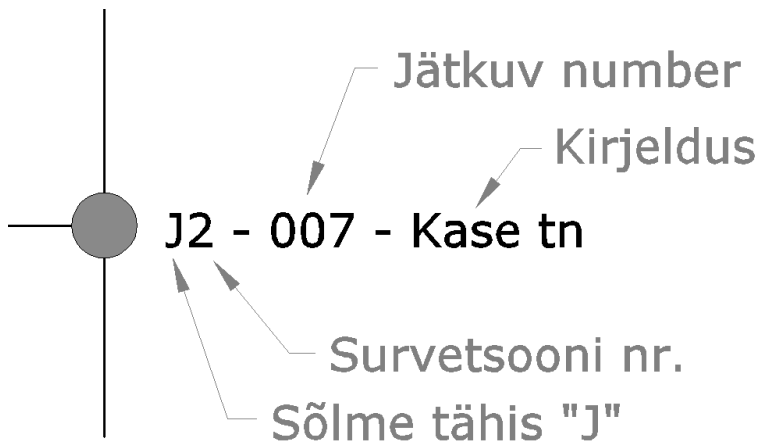 Jätkuv number
Kirjeldus
J2 - 007 - Kase tn
Survetsooni nr.
Sõlme tähis "J"